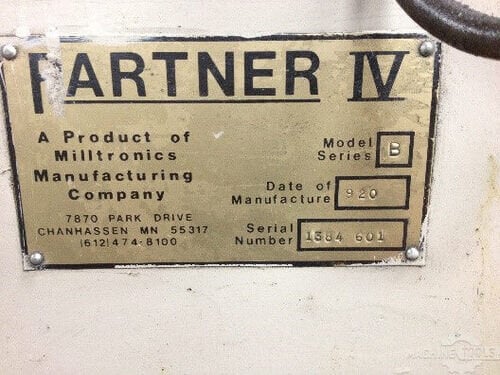 PARTNER IV
A Product of
Milltronics
Manufacturing
Company
7870 PARK DRIVE
CHANHASSEN MN 55317
(612) 474-8100
Model
Series B
Date of
Manufacture 920
Serial
Number 1384 601